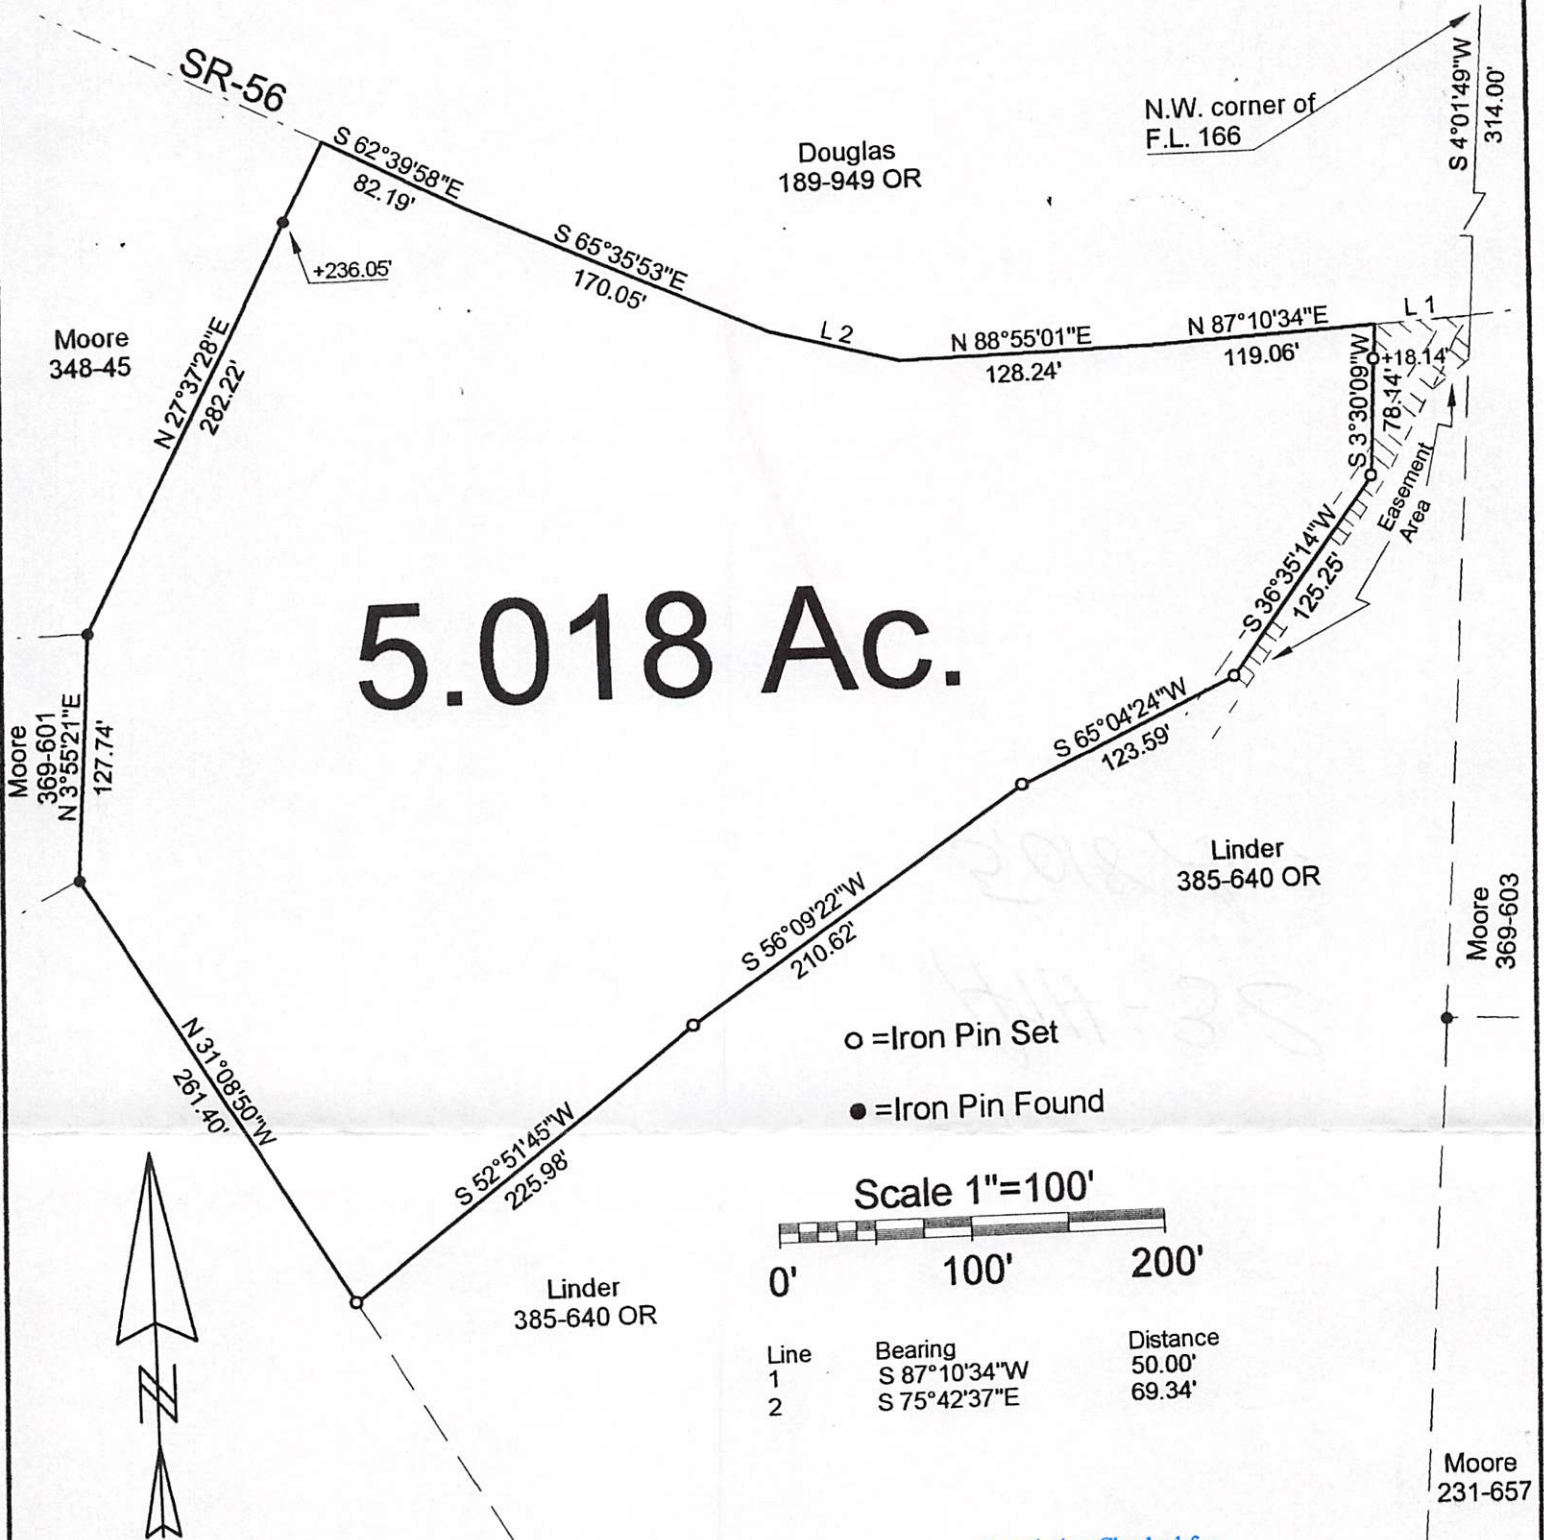 SR-56
S 62°39'58"E
82.19'
Douglas
189-949 OR
N.W. corner of
F.L. 166
S 4°01'49"W
314.00'
S 65°35'53"E
170.05'
+236.05'
L 2
N 88°55'01"E
128.24'
N 87°10'34"E
119.06'
L 1
+18.14'
S 3°30'09"W
78.14'
Moore
348-45
N 27°37'28"E
282.22'
Easement
Area
S 36°35'14"W
125.25'
5.018 Ac.
Moore
369-601
N 3°55'21"E
127.74'
S 65°04'24"W
123.59'
Linder
385-640 OR
Moore
369-603
S 56°09'22"W
210.62'
N 31°08'50"W
261.40'
=Iron Pin Set
=Iron Pin Found
S 52°51'45"W
225.98'
Scale 1"=100'
0' 100' 200'
Linder
385-640 OR
Line Bearing Distance
1 S 87°10'34"W 50.00'
2 S 75°42'37"E 69.34'
N
Moore
231-657